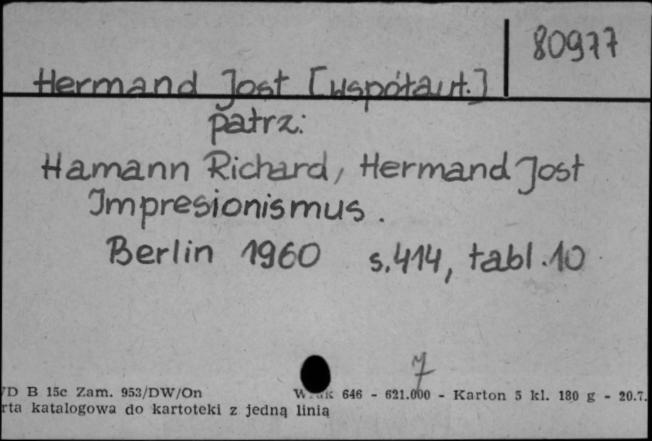 80977
Hermand Jost [współaut.]
patrz:
Hamann Richard, Hermand Jost
Impresionismus.
Berlin 1960 s. 414, tabl. 10
7
/D B 15c Zam. 953/DW/On 646 - 621.000 - Karton 5 kl. 180 g - 20.7.
rta katalogowa do kartoteki z jedną linią